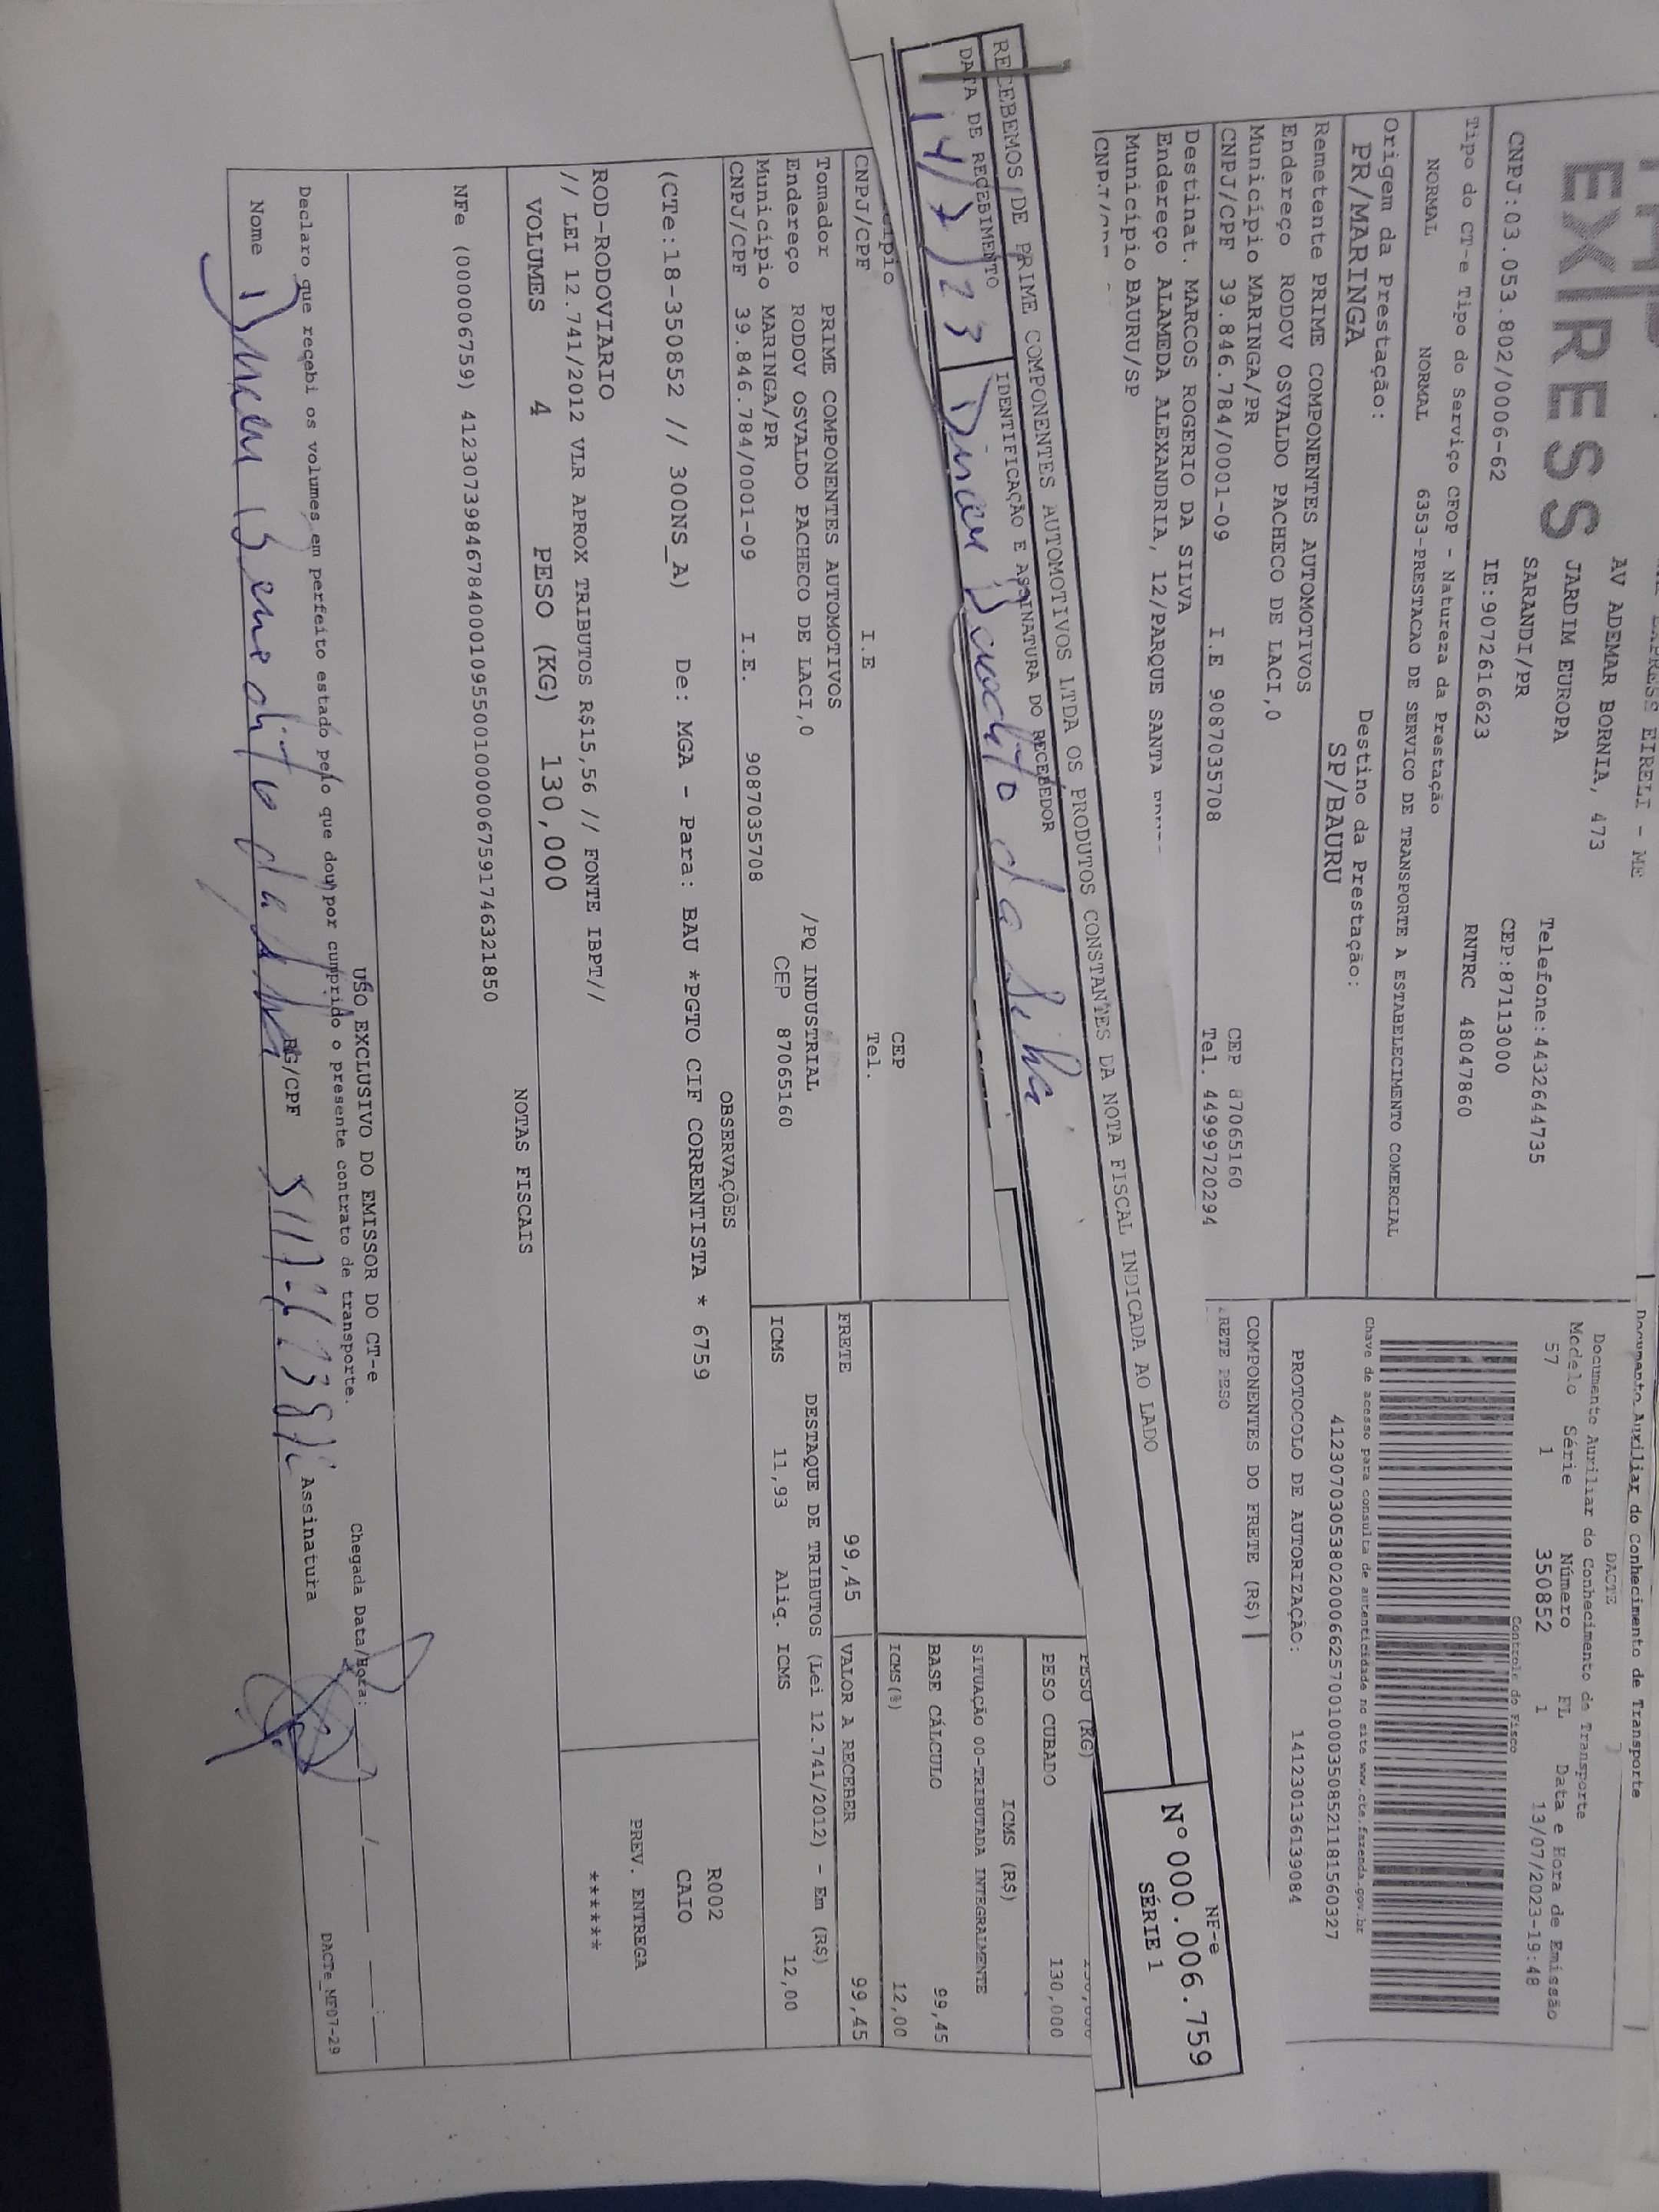 EXPRESS EIRELI - ME
EXPRESS
AV ADEMAR BORNIA, 473
JARDIM EUROPA
SARANDI/PR
Telefone:4432644735
CEP:87113000
CNPJ:03.053.802/0006-62 IE:9072616623 RNTRC 48047860
Documento Auxiliar do Conhecimento de Transporte
DACTE
Documento Auxiliar do Conhecimento de Transporte
Modelo Série Número FL Data e Hora de Emissão
57 1 350852 1 13/07/2023-19:48
Controle do Fisco
Chave de acesso para consulta de autenticidade no site www.cte.fazenda.gov.br
41230703053802000662570010003508521181560327
PROTOCOLO DE AUTORIZAÇÃO: 141230136139084
Tipo do CT-e Tipo do Serviço CFOP - Natureza da Prestação
NORMAL NORMAL 6353-PRESTACAO DE SERVICO DE TRANSPORTE A ESTABELECIMENTO COMERCIAL
Origem da Prestação: Destino da Prestação:
PR/MARINGA SP/BAURU
Remetente PRIME COMPONENTES AUTOMOTIVOS
Endereço RODOV OSVALDO PACHECO DE LACI,0
Município MARINGA/PR CEP 87065160
CNPJ/CPF 39.846.784/0001-09 I.E 9087035708 Tel. 44999720294
Destinat. MARCOS ROGERIO DA SILVA
Endereço ALAMEDA ALEXANDRIA, 12/PARQUE SANTA
Município BAURU/SP
COMPONENTES DO FRETE (R$)
PESO
NF-e
Nº 000.006.759
SÉRIE 1
RECEBEMOS DE PRIME COMPONENTES AUTOMOTIVOS LTDA OS PRODUTOS CONSTANTES DA NOTA FISCAL INDICADA AO LADO
DATA DE RECEBIMENTO IDENTIFICAÇÃO E ASSINATURA DO RECEBEDOR
14/7/23 Dirceu Benedito da Silva
PESO (KG)
PESO CUBADO 130,000
ICMS (R$)
SITUAÇÃO 00-TRIBUTADA INTEGRALMENTE
BASE CÁLCULO 99,45
ICMS(%) 12,00
CEP
CNPJ/CPF I.E Tel.
FRETE 99,45 VALOR A RECEBER 99,45
Tomador PRIME COMPONENTES AUTOMOTIVOS
Endereço RODOV OSVALDO PACHECO DE LACI,0 /PQ INDUSTRIAL
Município MARINGA/PR CEP 87065160
CNPJ/CPF 39.846.784/0001-09 I.E. 9087035708
DESTAQUE DE TRIBUTOS (Lei 12.741/2012) - Em (R$)
ICMS 11,93 Aliq. ICMS 12,00
OBSERVAÇÕES
(CTe:18-350852 // 300NS_A) De: MGA - Para: BAU *PGTO CIF CORRENTISTA * 6759
R002
CAIO
ROD-RODOVIARIO
// LEI 12.741/2012 VLR APROX TRIBUTOS R$15,56 // FONTE IBPT//
PREV. ENTREGA
******
VOLUMES 4 PESO (KG) 130,000
NOTAS FISCAIS
NFe (000006759) 41230739846784000109550010000067591746321850
USO EXCLUSIVO DO EMISSOR DO CT-e
Declaro que recebi os volumes em perfeito estado pelo que dou por cumprido o presente contrato de transporte.
Chegada Data/Hora: / / :
Nome Dirceu Benedito da Silva RG/CPF Assinatura
DACTe_MF07-29